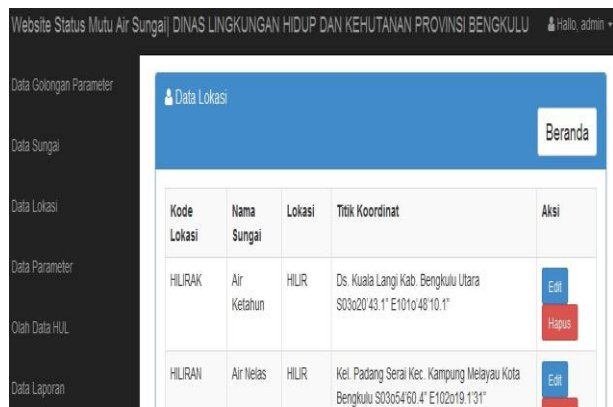 Website Status Mutu Air Sungai| DINAS LINGKUNGAN HIDUP DAN KEHUTANAN PROVINSI BENGKULU
Hallo, admin
Data Golongan Parameter
Data Sungai
Data Lokasi
Data Parameter
Olah Data HUL
Data Laporan
Data Lokasi
Beranda
Kode Lokasi Nama Sungai Lokasi Titik Koordinat Aksi
HILIRAK Air Ketahun HILIR Ds. Kuala Langi Kab. Bengkulu Utara
S03o20'43.1" E101o'48'10.1"
Edit
Hapus
HILIRAN Air Nelas HILIR Kel. Padang Serai Kec. Kampung Melayau Kota
Bengkulu S03o54'60.4" E102o19.1'31"
Edit